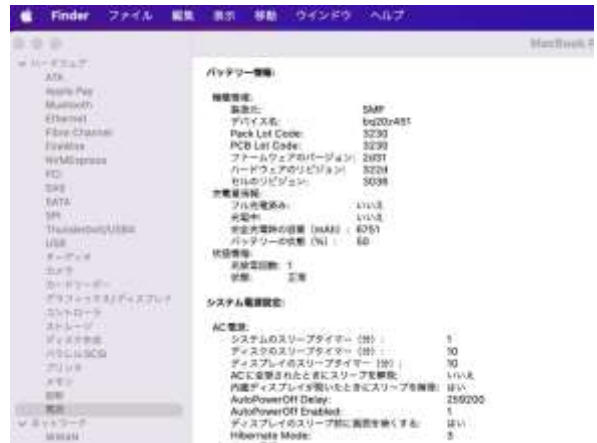 Finder ファイル 編集 表示 移動 ウインドウ ヘルプ
MacBook P
ハードウェア
ATA
Apple Pay
Bluetooth
Ethernet
Fibre Channel
FireWire
NVMExpress
PCI
SAS
SATA
SPI
Thunderbolt/USB4
USB
オーディオ
カメラ
カードリーダー
グラフィックス/ディスプレイ
コントローラ
ストレージ
ディスク作成
パラレルSCSI
プリンタ
メモリ
診断
電源
ネットワーク
WWAN
バッテリー情報:
機種情報:
製造元: SMP
デバイス名: bq20z451
Pack Lot Code: 3230
PCB Lot Code: 3230
ファームウェアのバージョン: 2d31
ハードウェアのリビジョン: 322d
セルのリビジョン: 3036
充電量情報:
フル充電済み: いいえ
充電中: いいえ
完全充電時の容量 (mAh) : 6751
バッテリーの状態 (%) : 60
状態情報:
充放電回数: 1
状態: 正常
システム電源設定:
AC電源:
システムのスリープタイマー (分) : 1
ディスクのスリープタイマー (分) : 10
ディスプレイのスリープタイマー (分) : 10
ACに変更されたときにスリープを解除: いいえ
内蔵ディスプレイが開いたときにスリープを解除: はい
AutoPowerOff Delay: 259200
AutoPowerOff Enabled: 1
ディスプレイのスリープ前に画面を暗くする: はい
Hibernate Mode: 3